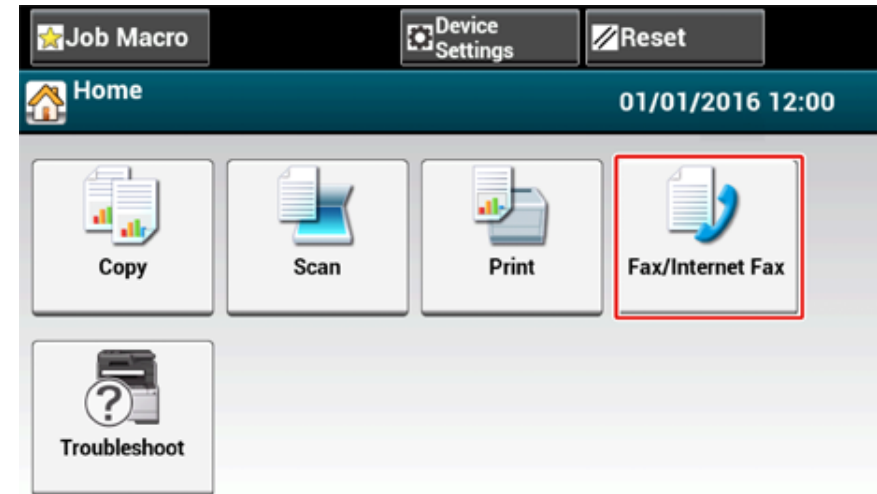 Job Macro
Device
Settings
Reset
Home
01/01/2016 12:00
Copy
Scan
Print
Fax/Internet Fax
Troubleshoot